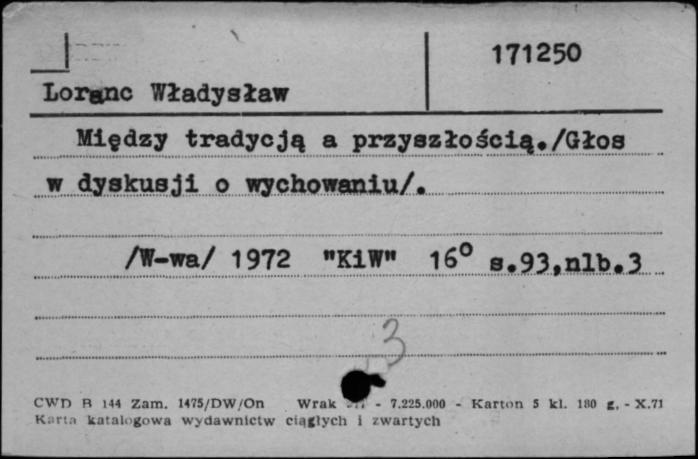 171250
Loranc Władysław
Między tradycją a przyszłością./Głos
w dyskusji o wychowaniu/.
/W-wa/ 1972 "KiW" 16° s.93,nlb.3
3
CWD B 144 Zam. 1475/DW/On Wrak - 7.225.000 - Karton 5 kl. 180 g. - X.71
Karta katalogowa wydawnictw ciągłych i zwartych